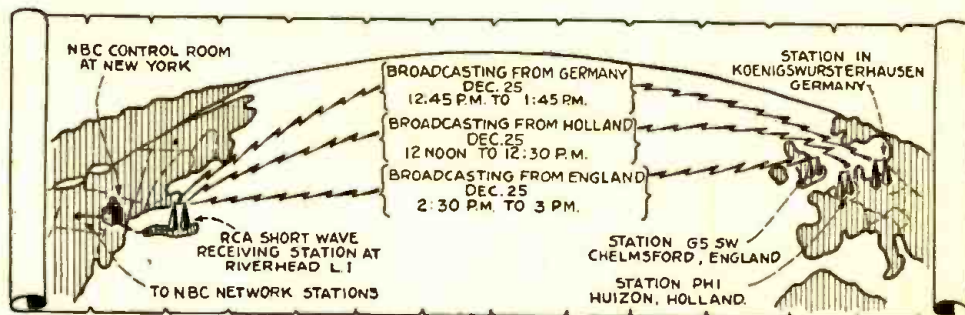 NBC CONTROL ROOM
AT NEW YORK
BROADCASTING FROM GERMANY
DEC. 25
12.45 P.M. TO 1:45 P.M.
BROADCASTING FROM HOLLAND
DEC. 25
12 NOON TO 12:30 P.M.
BROADCASTING FROM ENGLAND
DEC. 25
2:30 P.M. TO 3 PM.
STATION IN
KOENIGSWURSTERHAUSEN
GERMANY
RCA SHORT WAVE
RECEIVING STATION AT
RIVERHEAD L.I
TO NBC NETWORK STATIONS
STATION G5 SW
CHELMSFORD, ENGLAND
STATION PHI
HUIZON, HOLLAND.